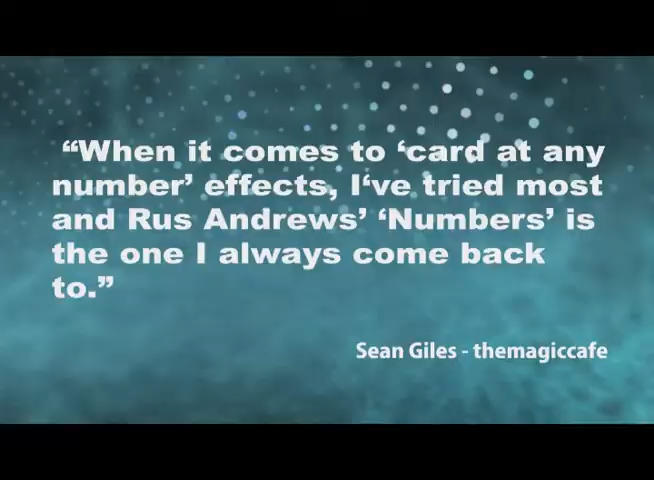 “When it comes to ‘card at any
number’ effects, I‘ve tried most
and Rus Andrews’ ‘Numbers’ is
the one I always come back
to.”
Sean Giles - themagiccafe